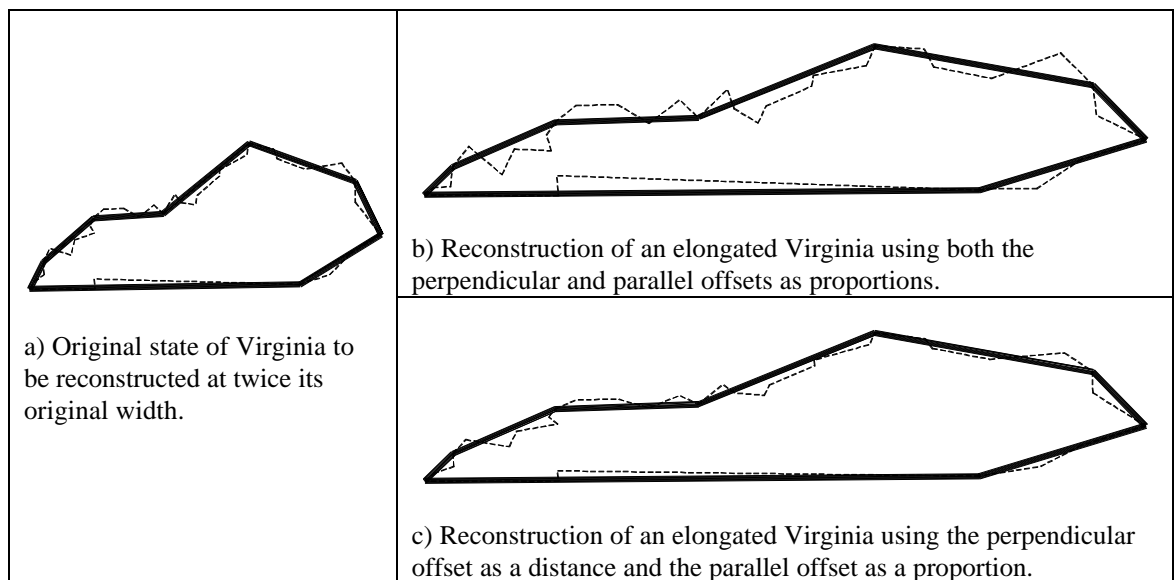 a) Original state of Virginia to
be reconstructed at twice its
original width.
b) Reconstruction of an elongated Virginia using both the
perpendicular and parallel offsets as proportions.
c) Reconstruction of an elongated Virginia using the perpendicular
offset as a distance and the parallel offset as a proportion.